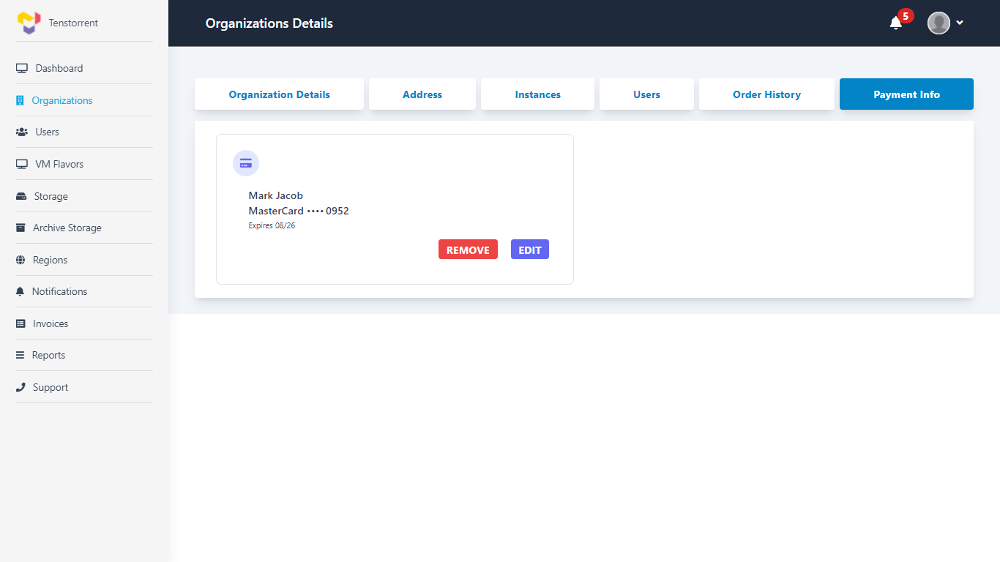 Tenstorrent
Dashboard
Organizations
Users
VM Flavors
Storage
Archive Storage
Regions
Notifications
Invoices
Reports
Support
Organizations Details
5
Organization Details
Address
Instances
Users
Order History
Payment Info
Mark Jacob
MasterCard •••• 0952
Expires 08/26
REMOVE
EDIT